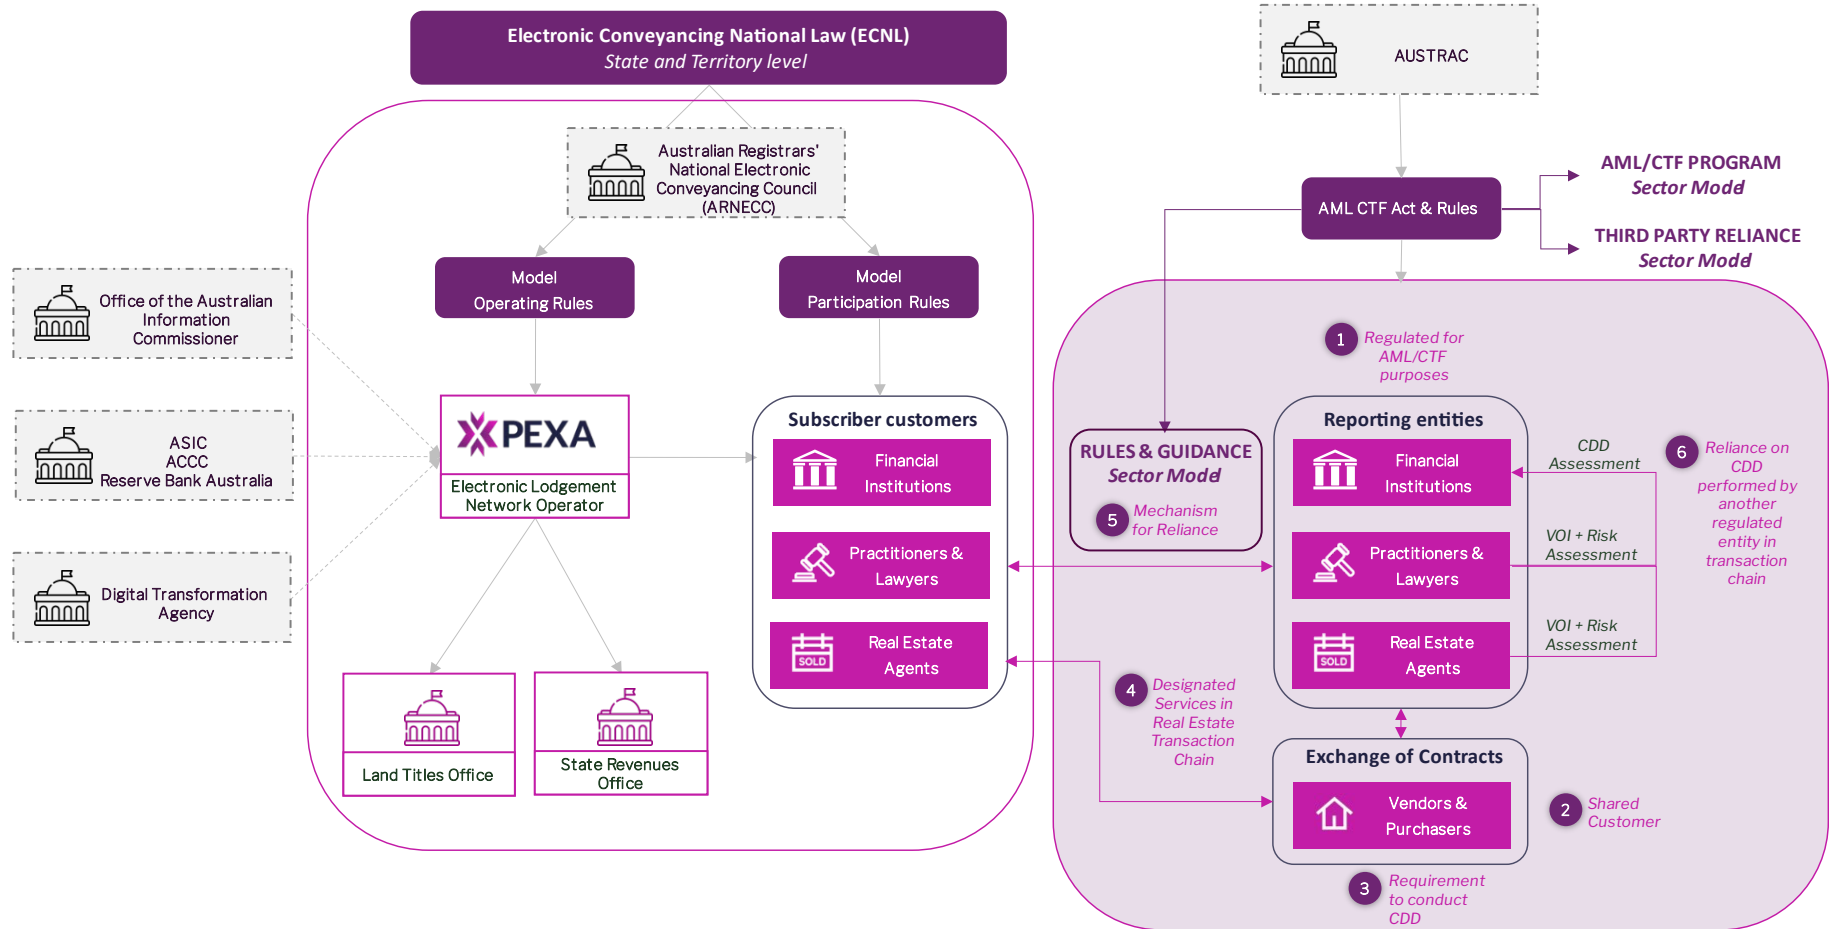 Electronic Conveyancing National Law (ECNL)
State and Territory level
AUSTRAC
Australian Registrars'
National Electronic
Conveyancing Council
(ARNECC)
AML/CTF PROGRAM
Sector Model
AML CTF Act & Rules
THIRD PARTY RELIANCE
Sector Model
Model
Operating Rules
Model
Participation Rules
Office of the Australian
Information
Commissioner
ASIC
ACCC
Reserve Bank Australia
Digital Transformation
Agency
PEXA
Electronic Lodgement
Network Operator
Land Titles Office
State Revenues
Office
Subscriber customers
Financial
Institutions
Practitioners &
Lawyers
SOLD
Real Estate
Agents
1
Regulated for
AML/CTF
purposes
RULES & GUIDANCE
Sector Model
5
Mechanism
for Reliance
Reporting entities
Financial
Institutions
Practitioners &
Lawyers
SOLD
Real Estate
Agents
CDD
Assessment
VOI + Risk
Assessment
VOI + Risk
Assessment
6
Reliance on
CDD
performed by
another
regulated
entity in
transaction
chain
4
Designated
Services in
Real Estate
Transaction
Chain
Exchange of Contracts
Vendors &
Purchasers
2
Shared
Customer
3
Requirement
to conduct
CDD